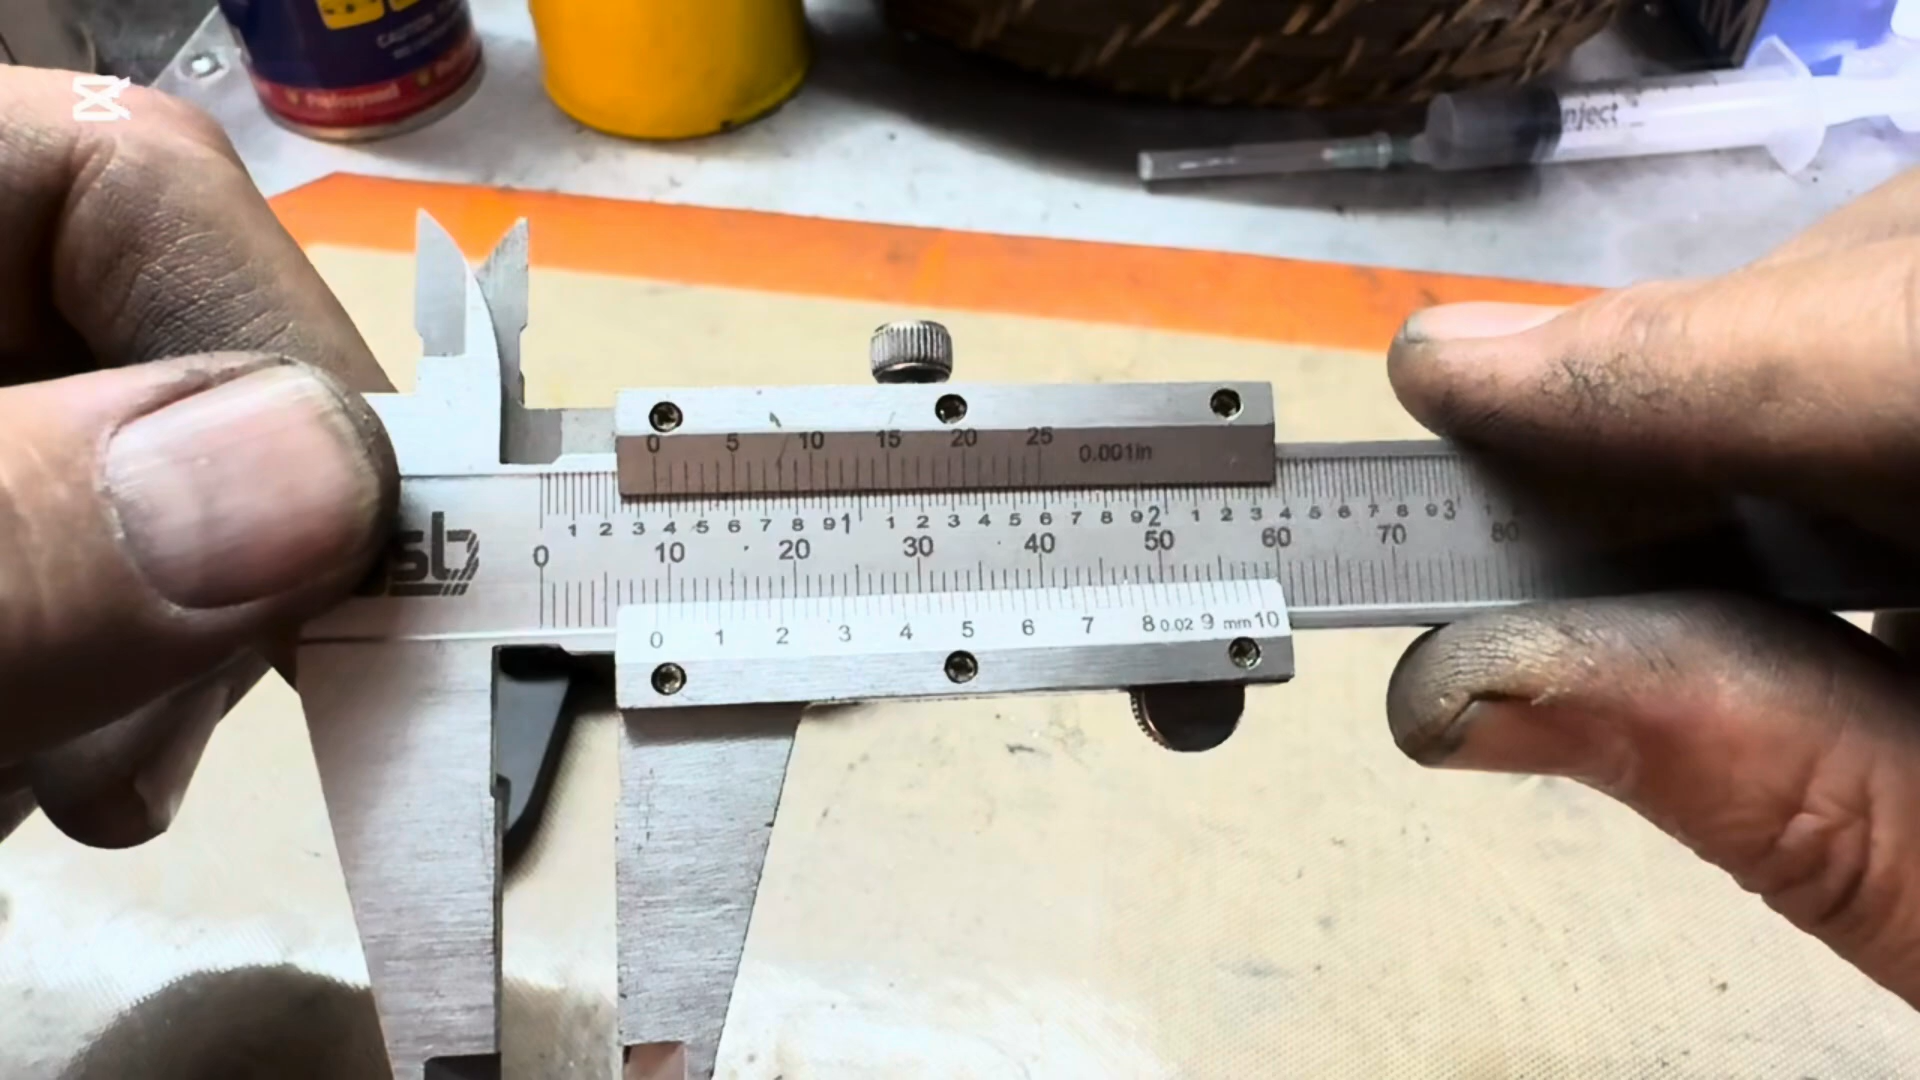 0 5 10 15 20 25 0.001in
1 2 3 4 5 6 7 8 9 1 1 2 3 4 5 6 7 8 9 2 1 2 3 4 5 6 7 8 9 3 1
0 10 20 30 40 50 60 70 80
sb
0 1 2 3 4 5 6 7 8 0.02 9 mm 10